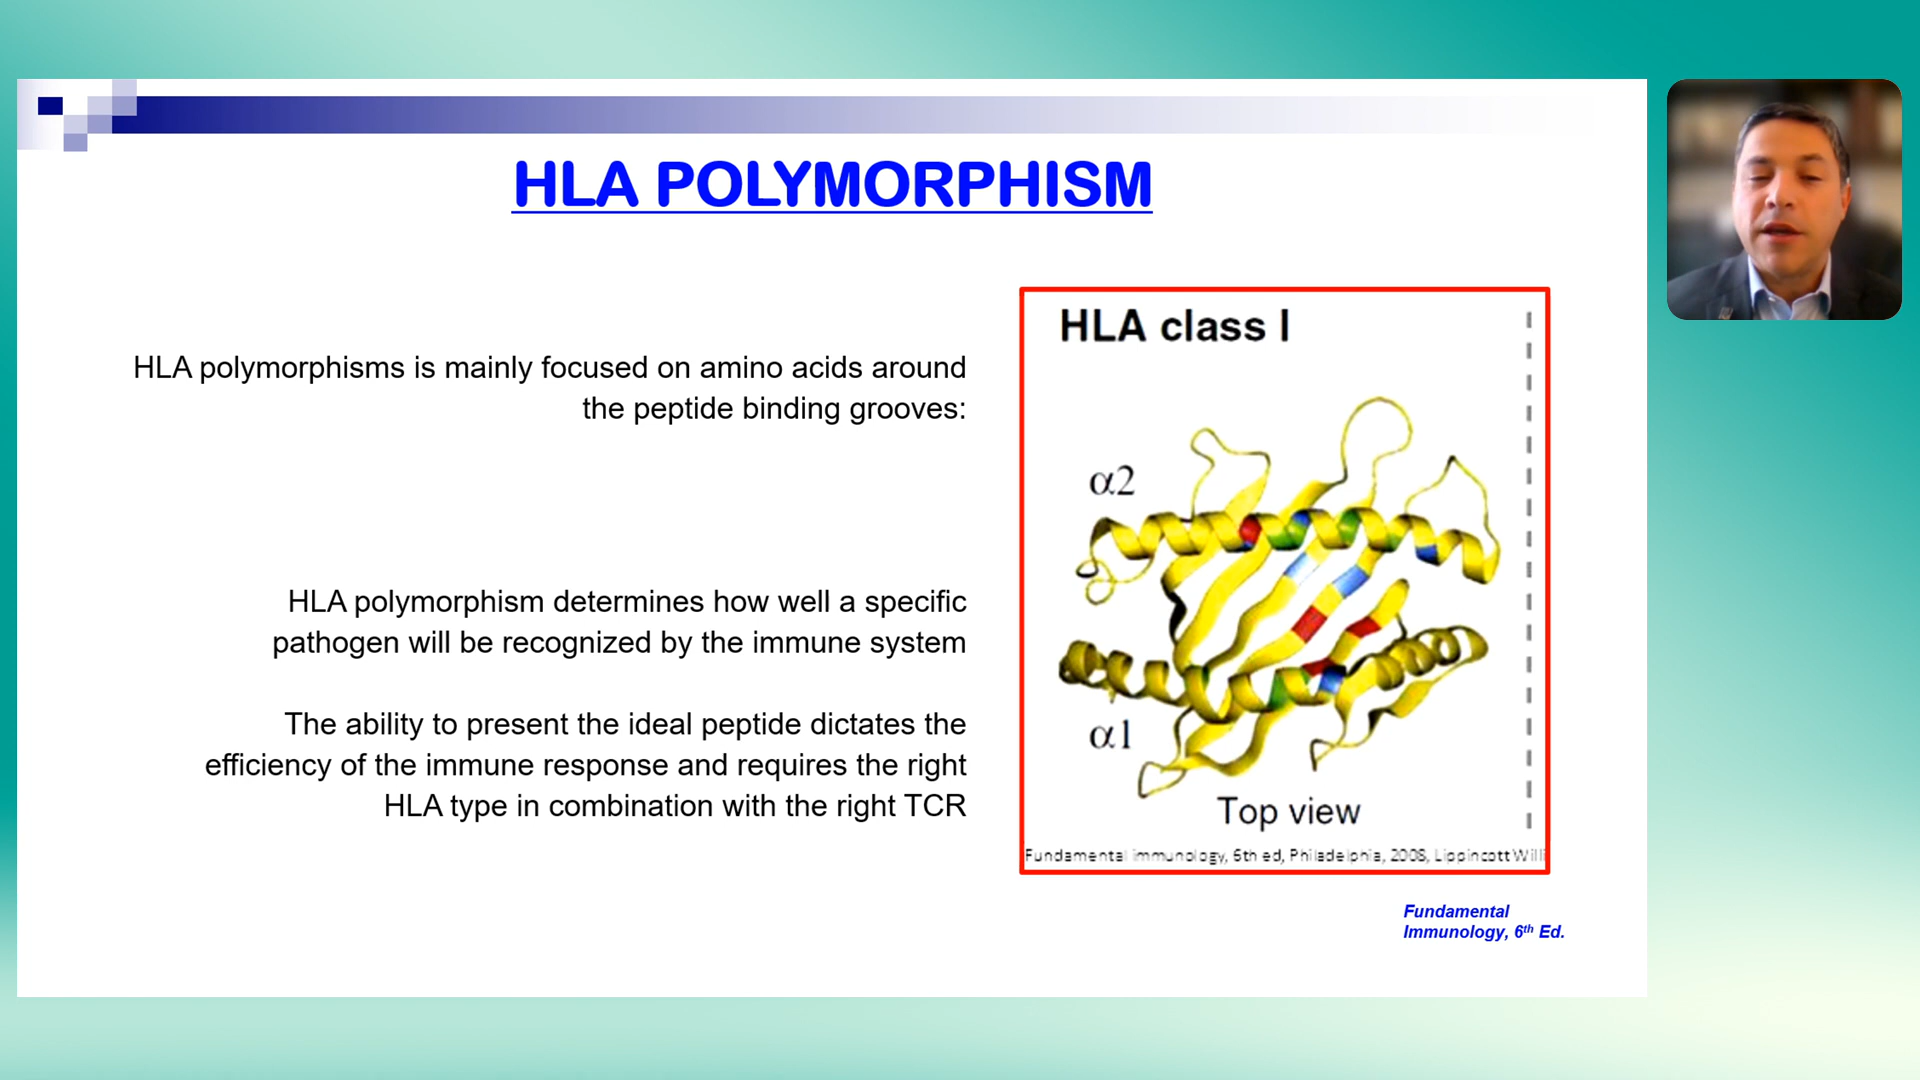 HLA POLYMORPHISM
HLA polymorphisms is mainly focused on amino acids around
the peptide binding grooves:
HLA polymorphism determines how well a specific
pathogen will be recognized by the immune system
The ability to present the ideal peptide dictates the
efficiency of the immune response and requires the right
HLA type in combination with the right TCR
HLA class I
α2
α1
Top view
Fundamental immunology, 6th ed, Philadelphia, 2008, Lippincott Willi
Fundamental
Immunology, 6th Ed.